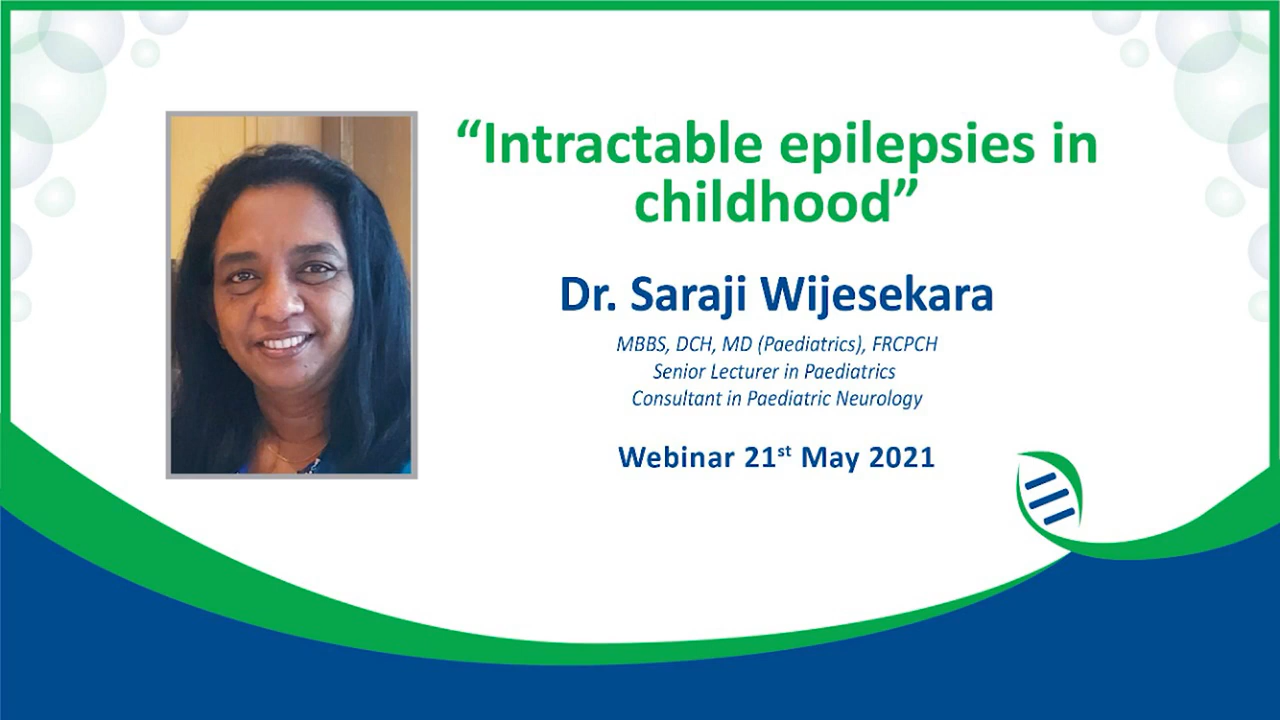 “Intractable epilepsies in
childhood”
Dr. Saraji Wijesekara
MBBS, DCH, MD (Paediatrics), FRCPCH
Senior Lecturer in Paediatrics
Consultant in Paediatric Neurology
Webinar 21st May 2021